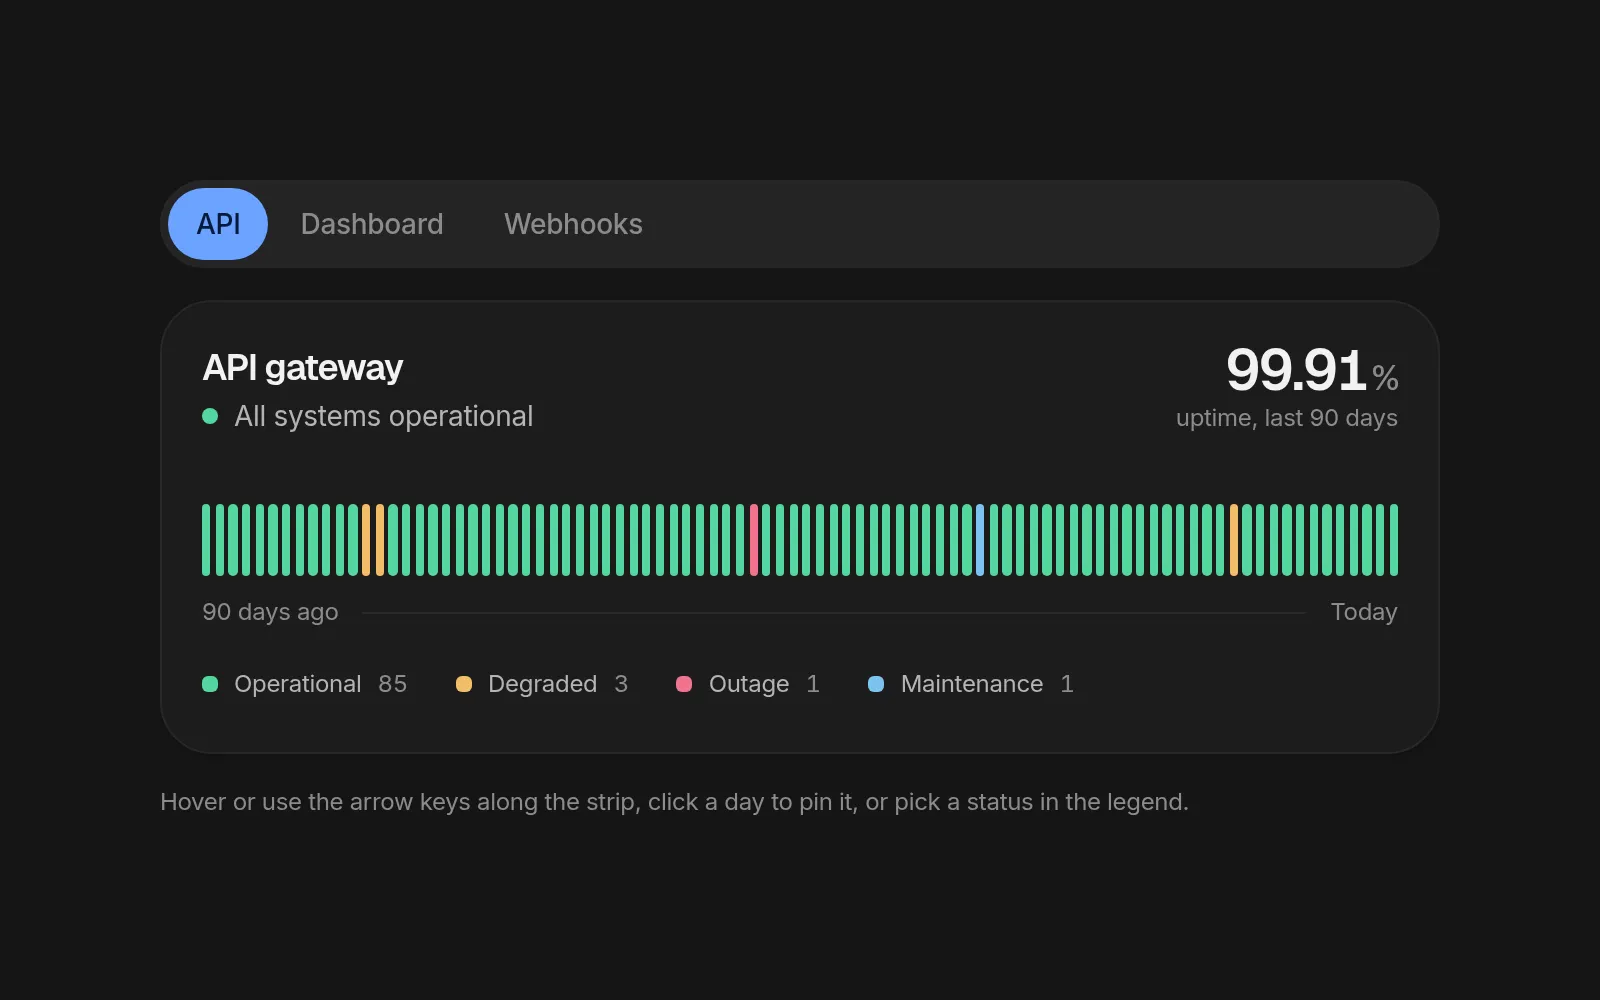 API Dashboard Webhooks
API gateway
99.91%
All systems operational
uptime, last 90 days
90 days ago
Today
Operational 85 Degraded 3 Outage 1 Maintenance 1
Hover or use the arrow keys along the strip, click a day to pin it, or pick a status in the legend.